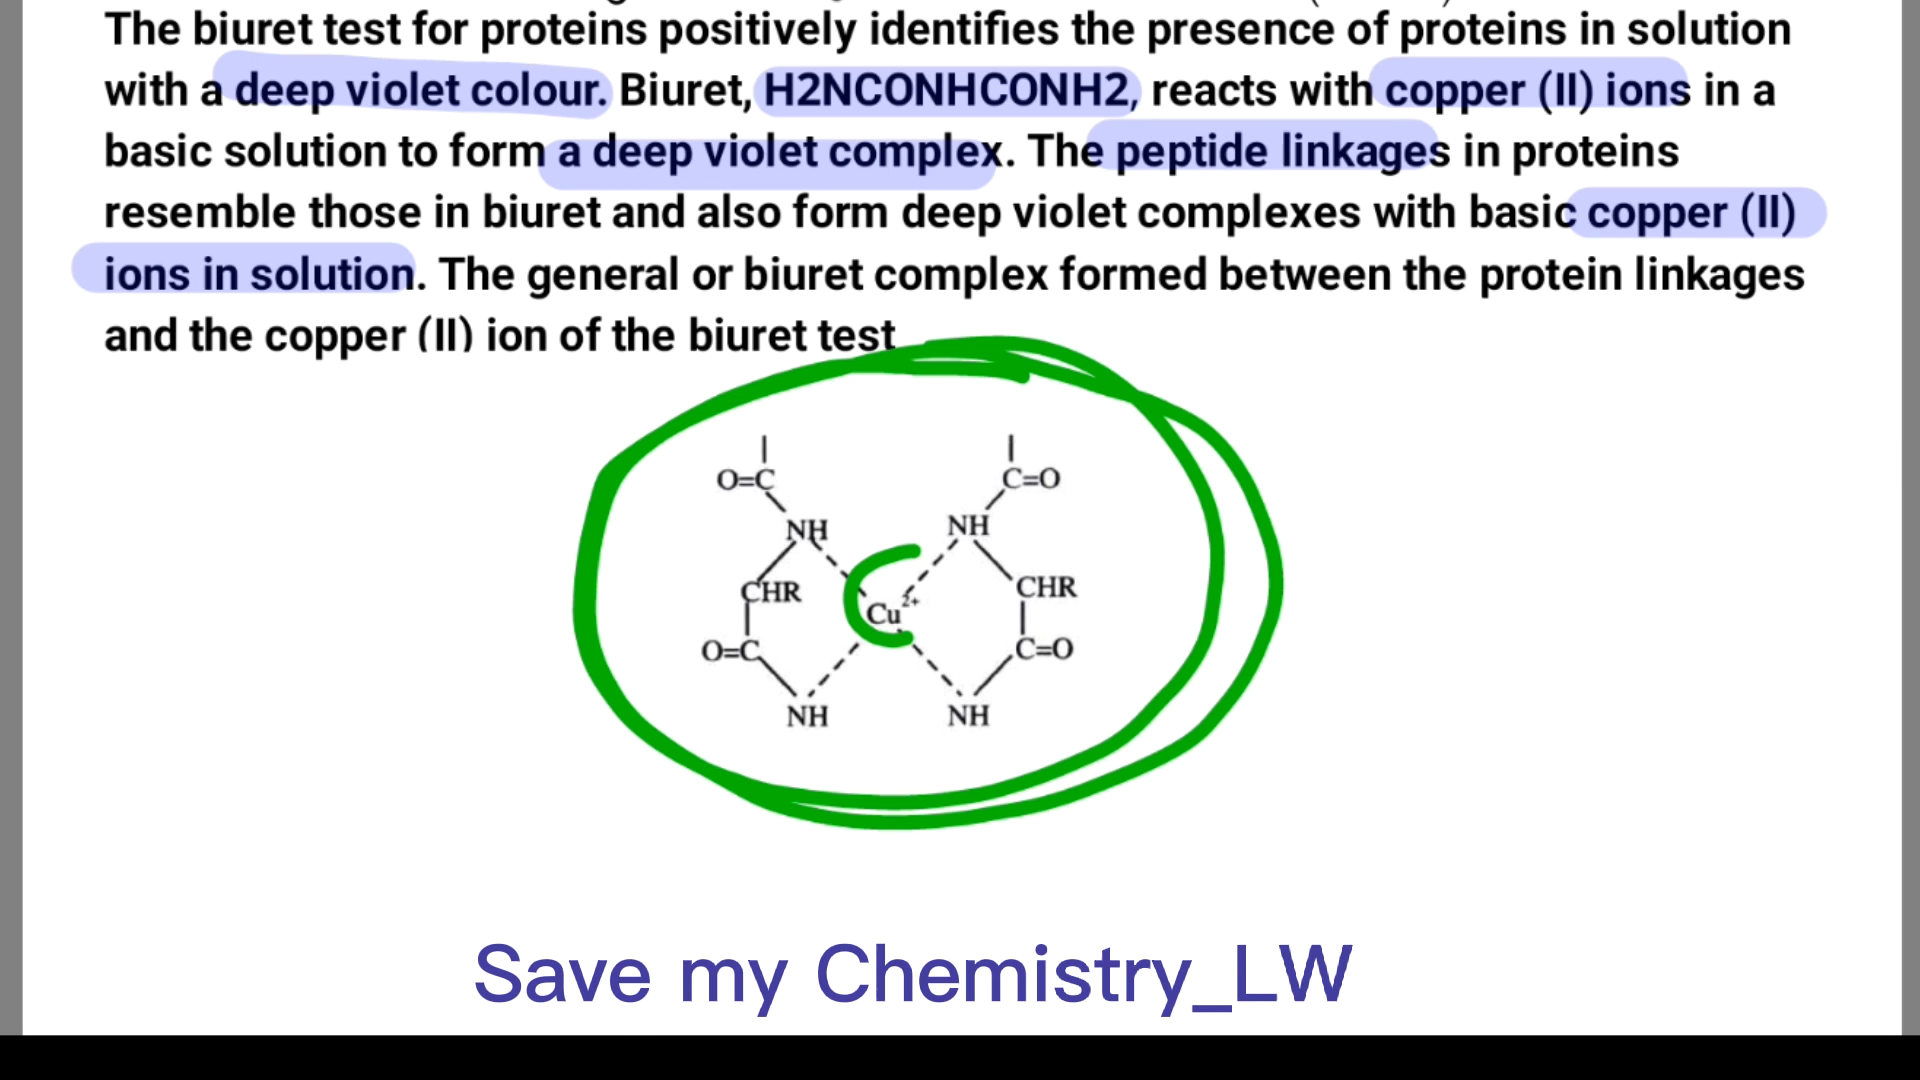 The biuret test for proteins positively identifies the presence of proteins in solution
with a deep violet colour. Biuret, H2NCONHCONH2, reacts with copper (II) ions in a
basic solution to form a deep violet complex. The peptide linkages in proteins
resemble those in biuret and also form deep violet complexes with basic copper (II)
ions in solution. The general or biuret complex formed between the protein linkages
and the copper (II) ion of the biuret test
O=C C=O
NH NH
CHR CHR
Cu2+
O=C C=O
NH NH
Save my Chemistry_LW